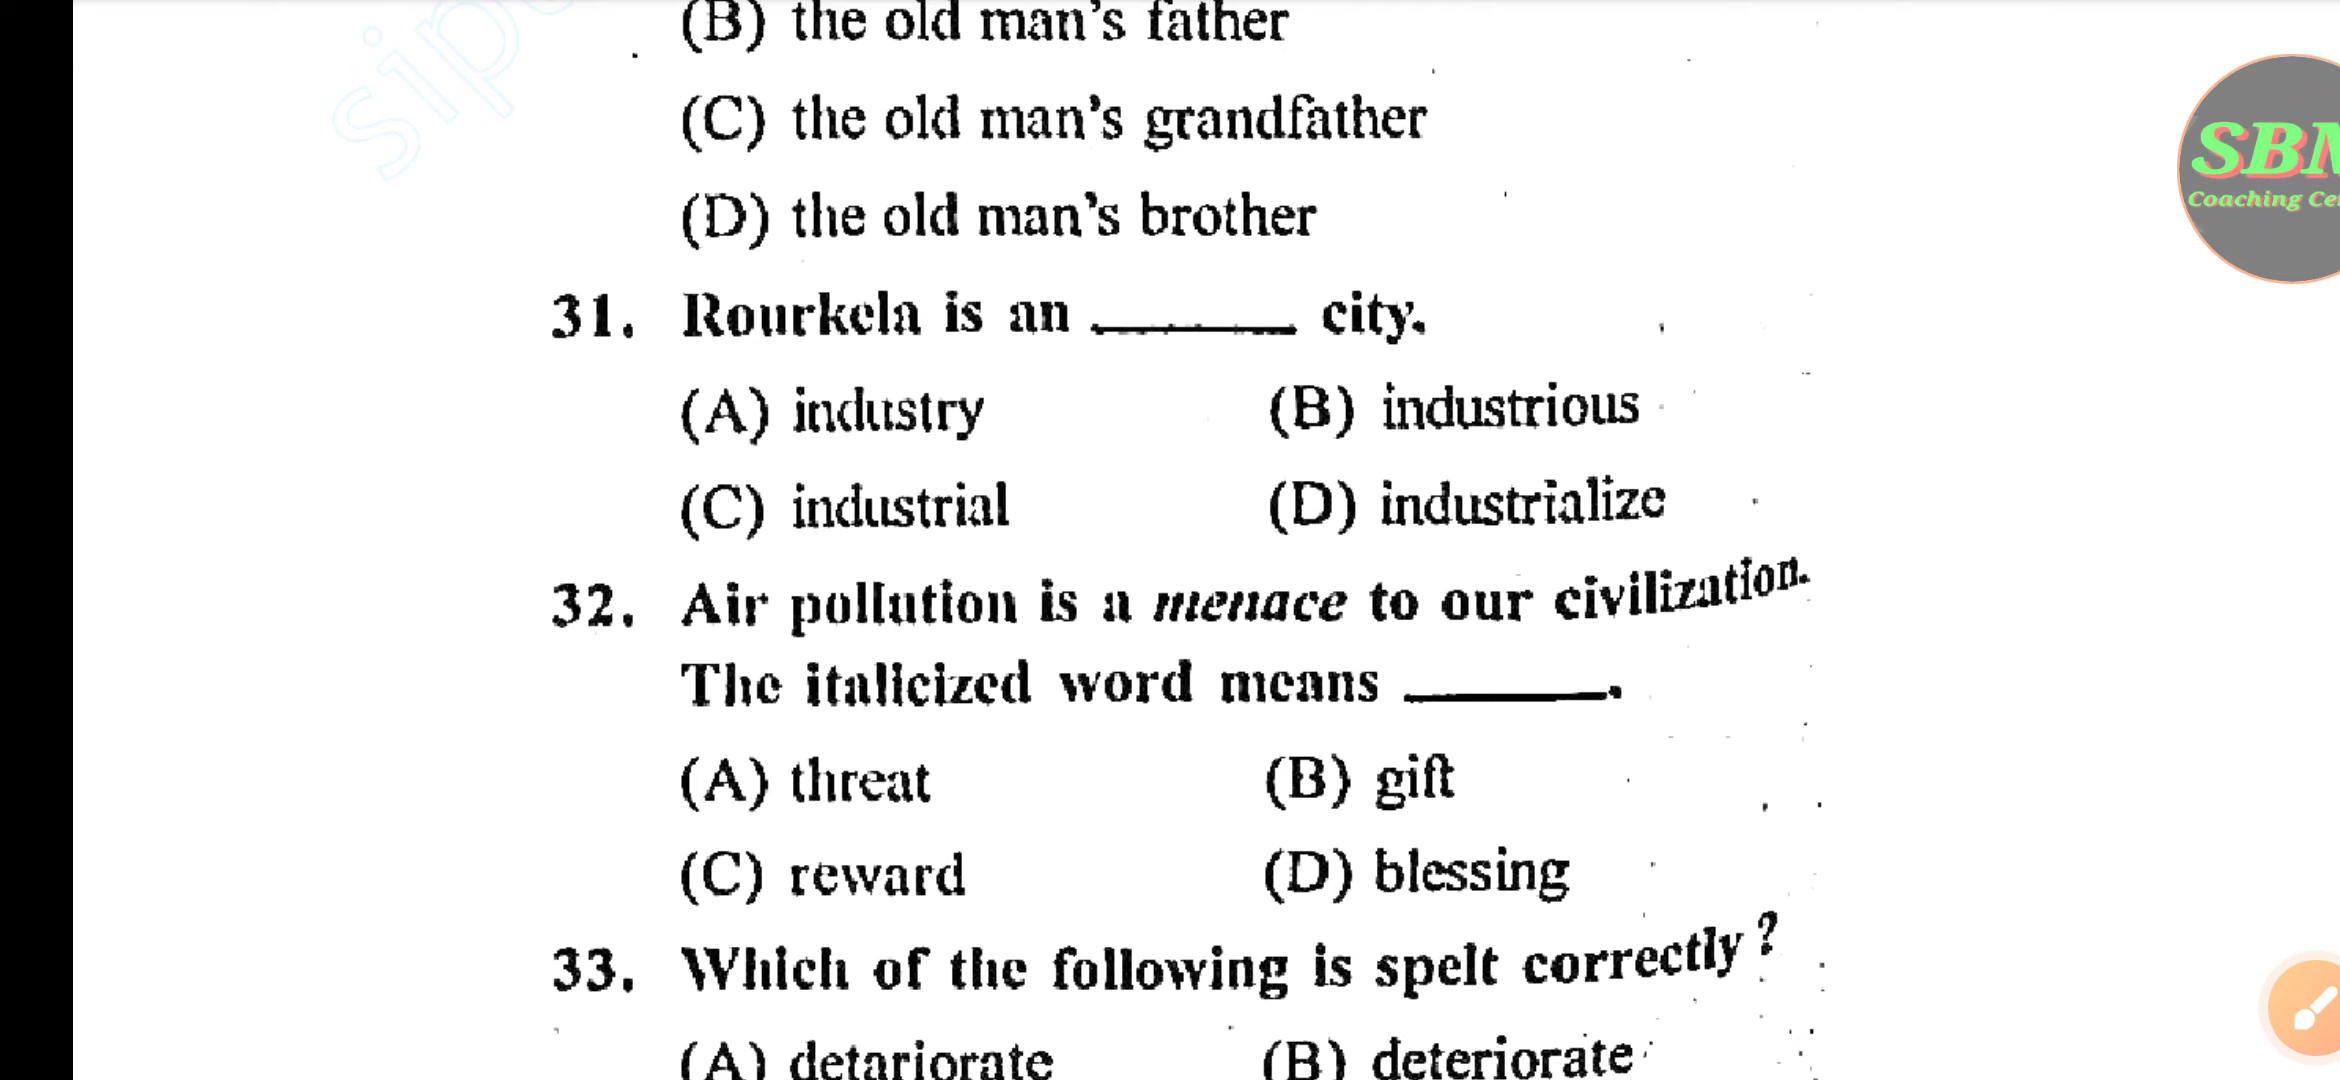 (B) the old man's father
(C) the old man's grandfather
(D) the old man's brother
31. Rourkela is an ______ city.
(A) industry (B) industrious
(C) industrial (D) industrialize
32. Air pollution is a menace to our civilization.
The italicized word means ______.
(A) threat (B) gift
(C) reward (D) blessing
33. Which of the following is spelt correctly?
(A) detariorate (B) deteriorate
SBM
Coaching